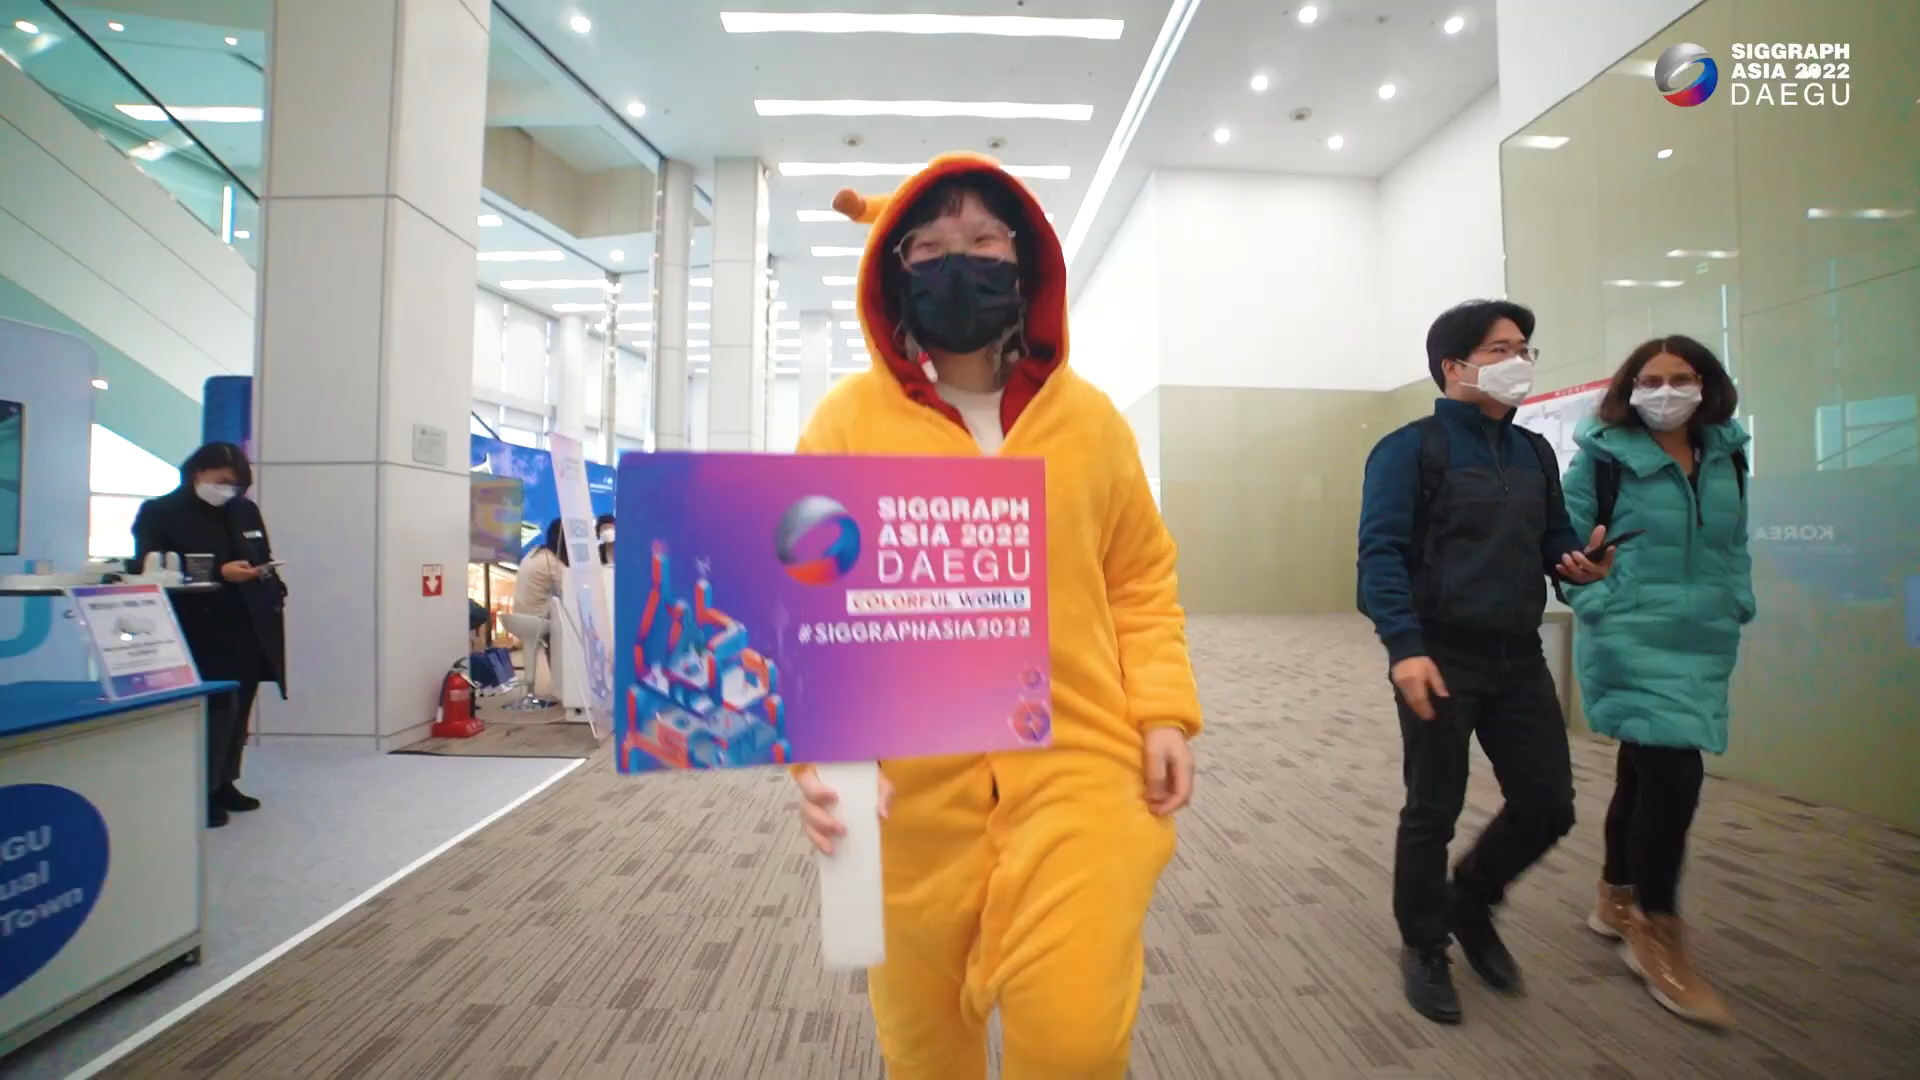 SIGGRAPH
ASIA 2022
DAEGU
SIGGRAPH
ASIA 2022
DAEGU
COLORFUL WORLD
#SIGGRAPHASIA2022
KOREA
GU
ual
Town